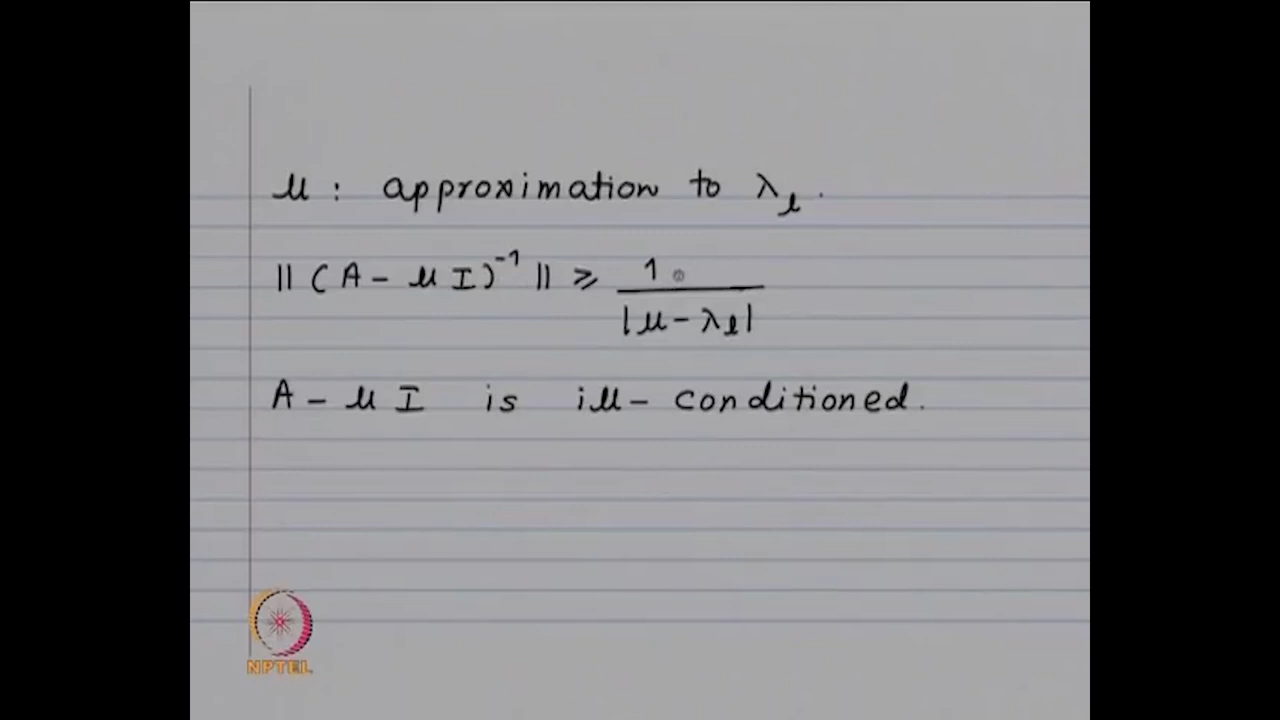 μ : approximation to λ_l .
|| (A - μ I)^-1 || ≥ 1 / |μ - λ_l|
A - μ I is ill-conditioned.
NPTEL